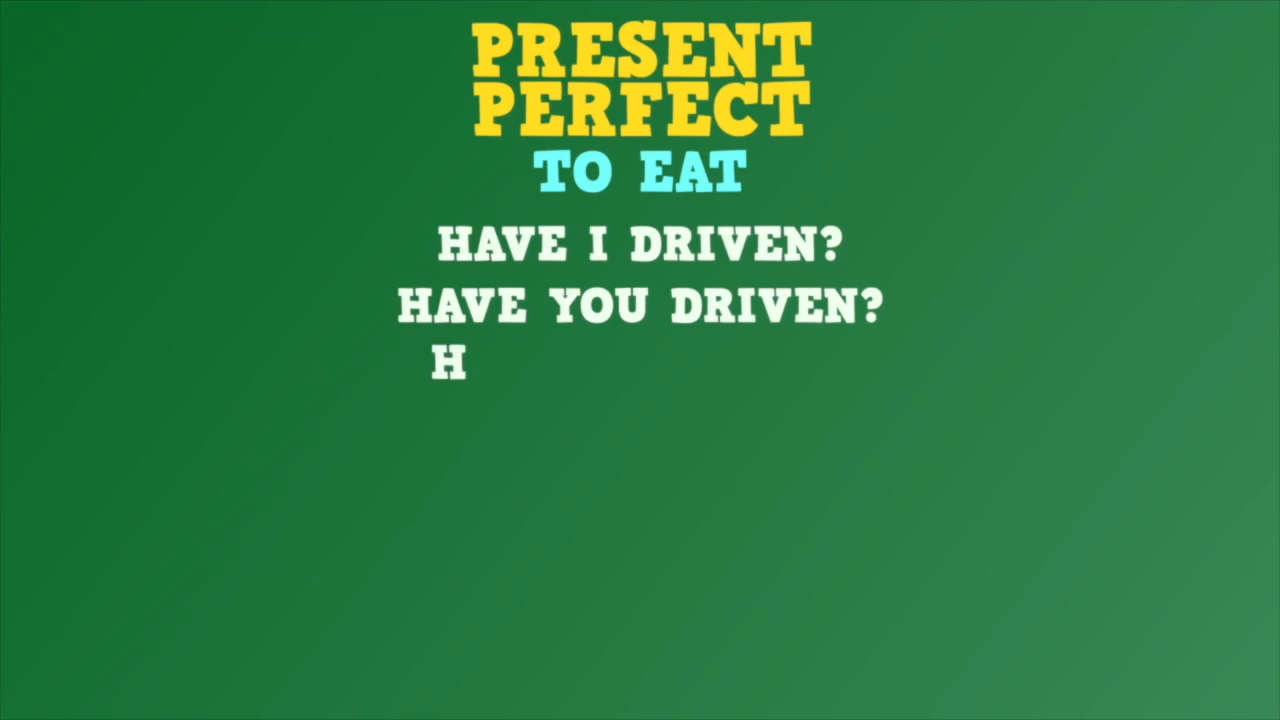 PRESENT
PERFECT
TO EAT
HAVE I DRIVEN?
HAVE YOU DRIVEN?
H